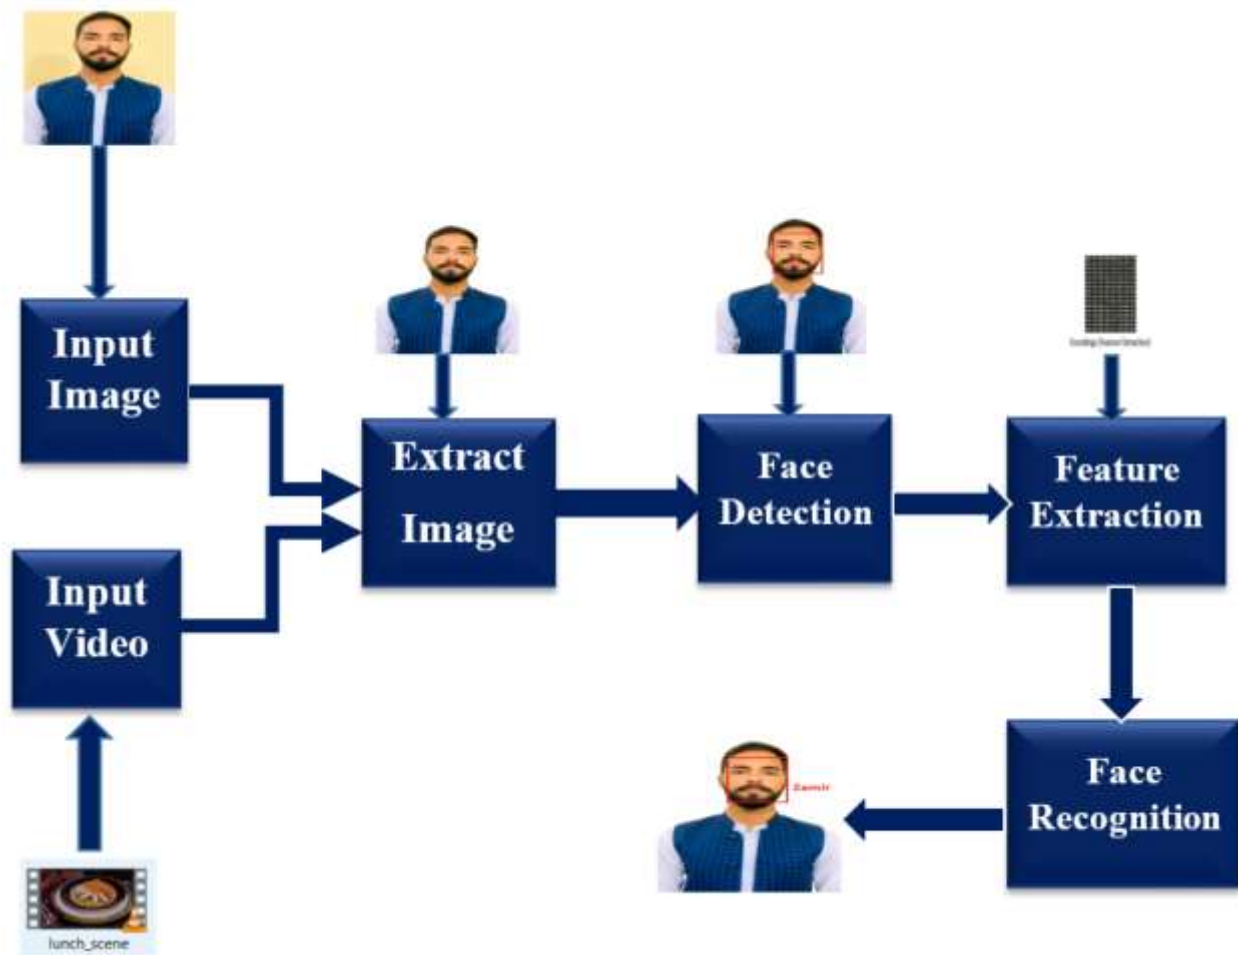 Input
Image
Extract
Image
Face
Detection
Feature
Extraction
Input
Video
Face
Recognition
lunch_scene